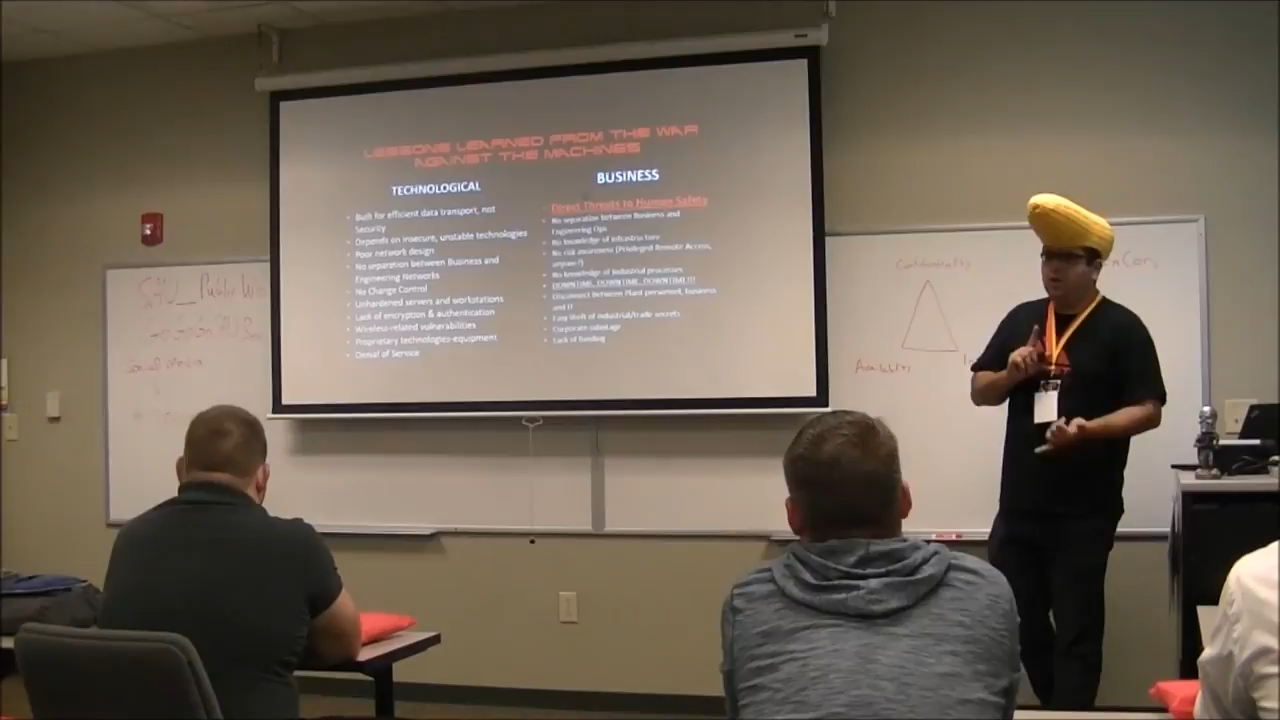 LESSONS LEARNED FROM THE WAR
AGAINST THE MACHINES
TECHNOLOGICAL
• Built for efficient data transport, not
Security
• Depends on insecure, unstable technologies
• Poor network design
• No separation between Business and
Engineering Networks
• No Change Control
• Unhardened servers and workstations
• Lack of encryption & authentication
• Wireless-related vulnerabilities
• Proprietary technologies-equipment
• Denial of Service
BUSINESS
• Direct Threats to Human Safety
• No separation between Business and
Engineering Ops
• No knowledge of infrastructure
• No risk awareness (Privileged Remote Access,
anyone?)
• No knowledge of industrial processes
• DOWNTIME, DOWNTIME, DOWNTIME!!!
• Disconnect between Plant personnel, Business
and IT
• Easy theft of industrial/trade secrets
• Corporate sabotage
• Lack of funding
Public
Confidentiality
Availability